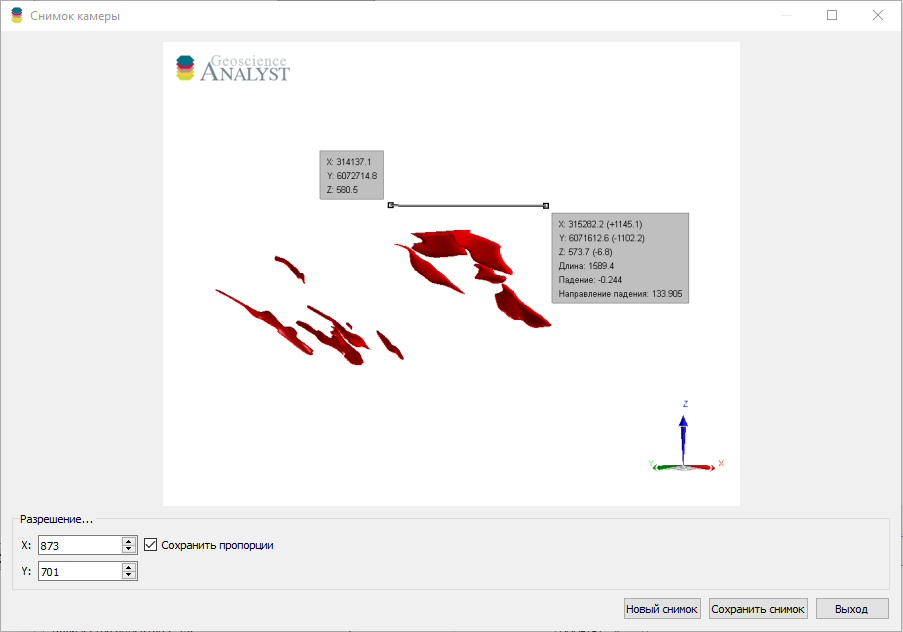 Снимок камеры
Geoscience
ANALYST
X: 314137.1
Y: 6072714.8
Z: 580.5
X: 315282.2 (+1145.1)
Y: 6071612.6 (-1102.2)
Z: 573.7 (-6.8)
Длина: 1589.4
Падение: -0.244
Направление падения: 133.905
Z
Y
X
Разрешение...
X: 873
Сохранить пропорции
Y: 701
Новый снимок
Сохранить снимок
Выход